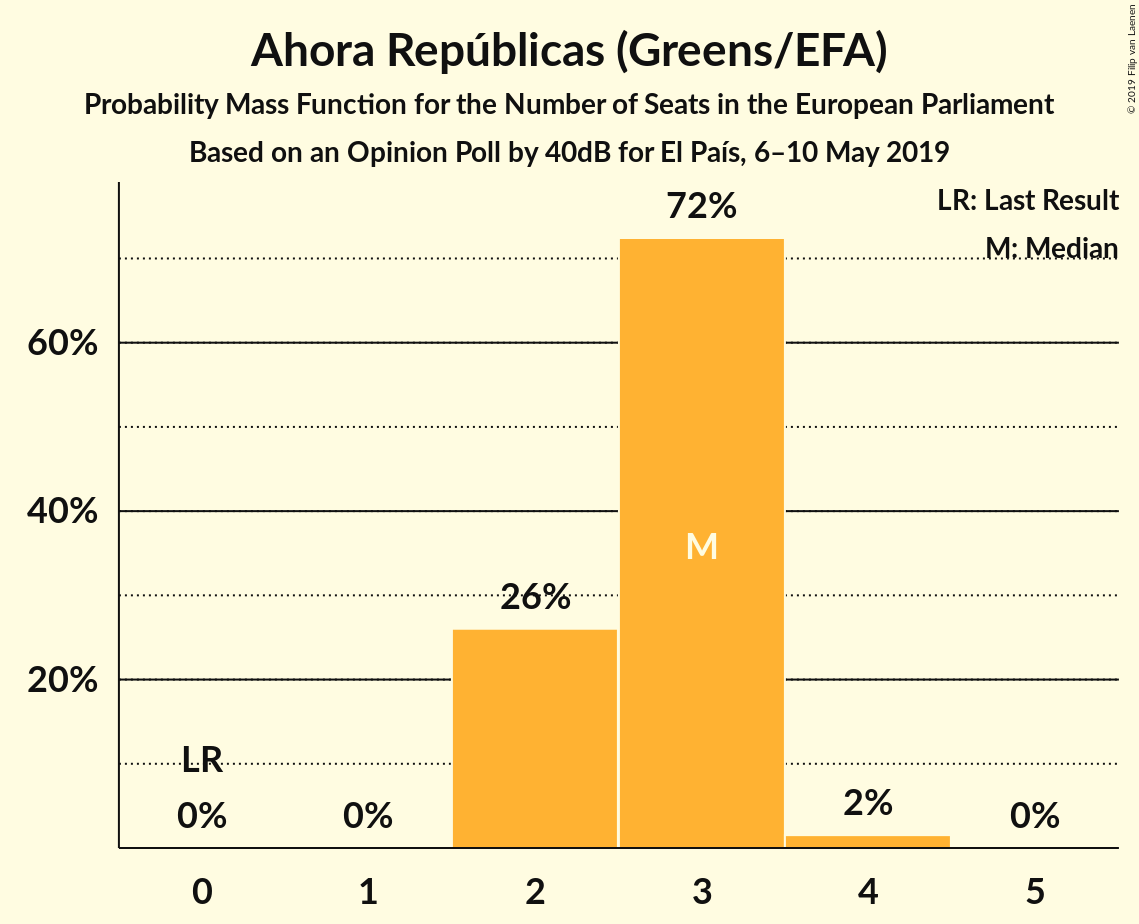 Ahora Repúblicas (Greens/EFA)
Probability Mass Function for the Number of Seats in the European Parliament
Based on an Opinion Poll by 40dB for El País, 6–10 May 2019
© 2019 Filip van Laenen
LR: Last Result
M: Median
72%
60%
40%
M
26%
20%
LR
0%
0%
2%
0%
0
1
2
3
4
5